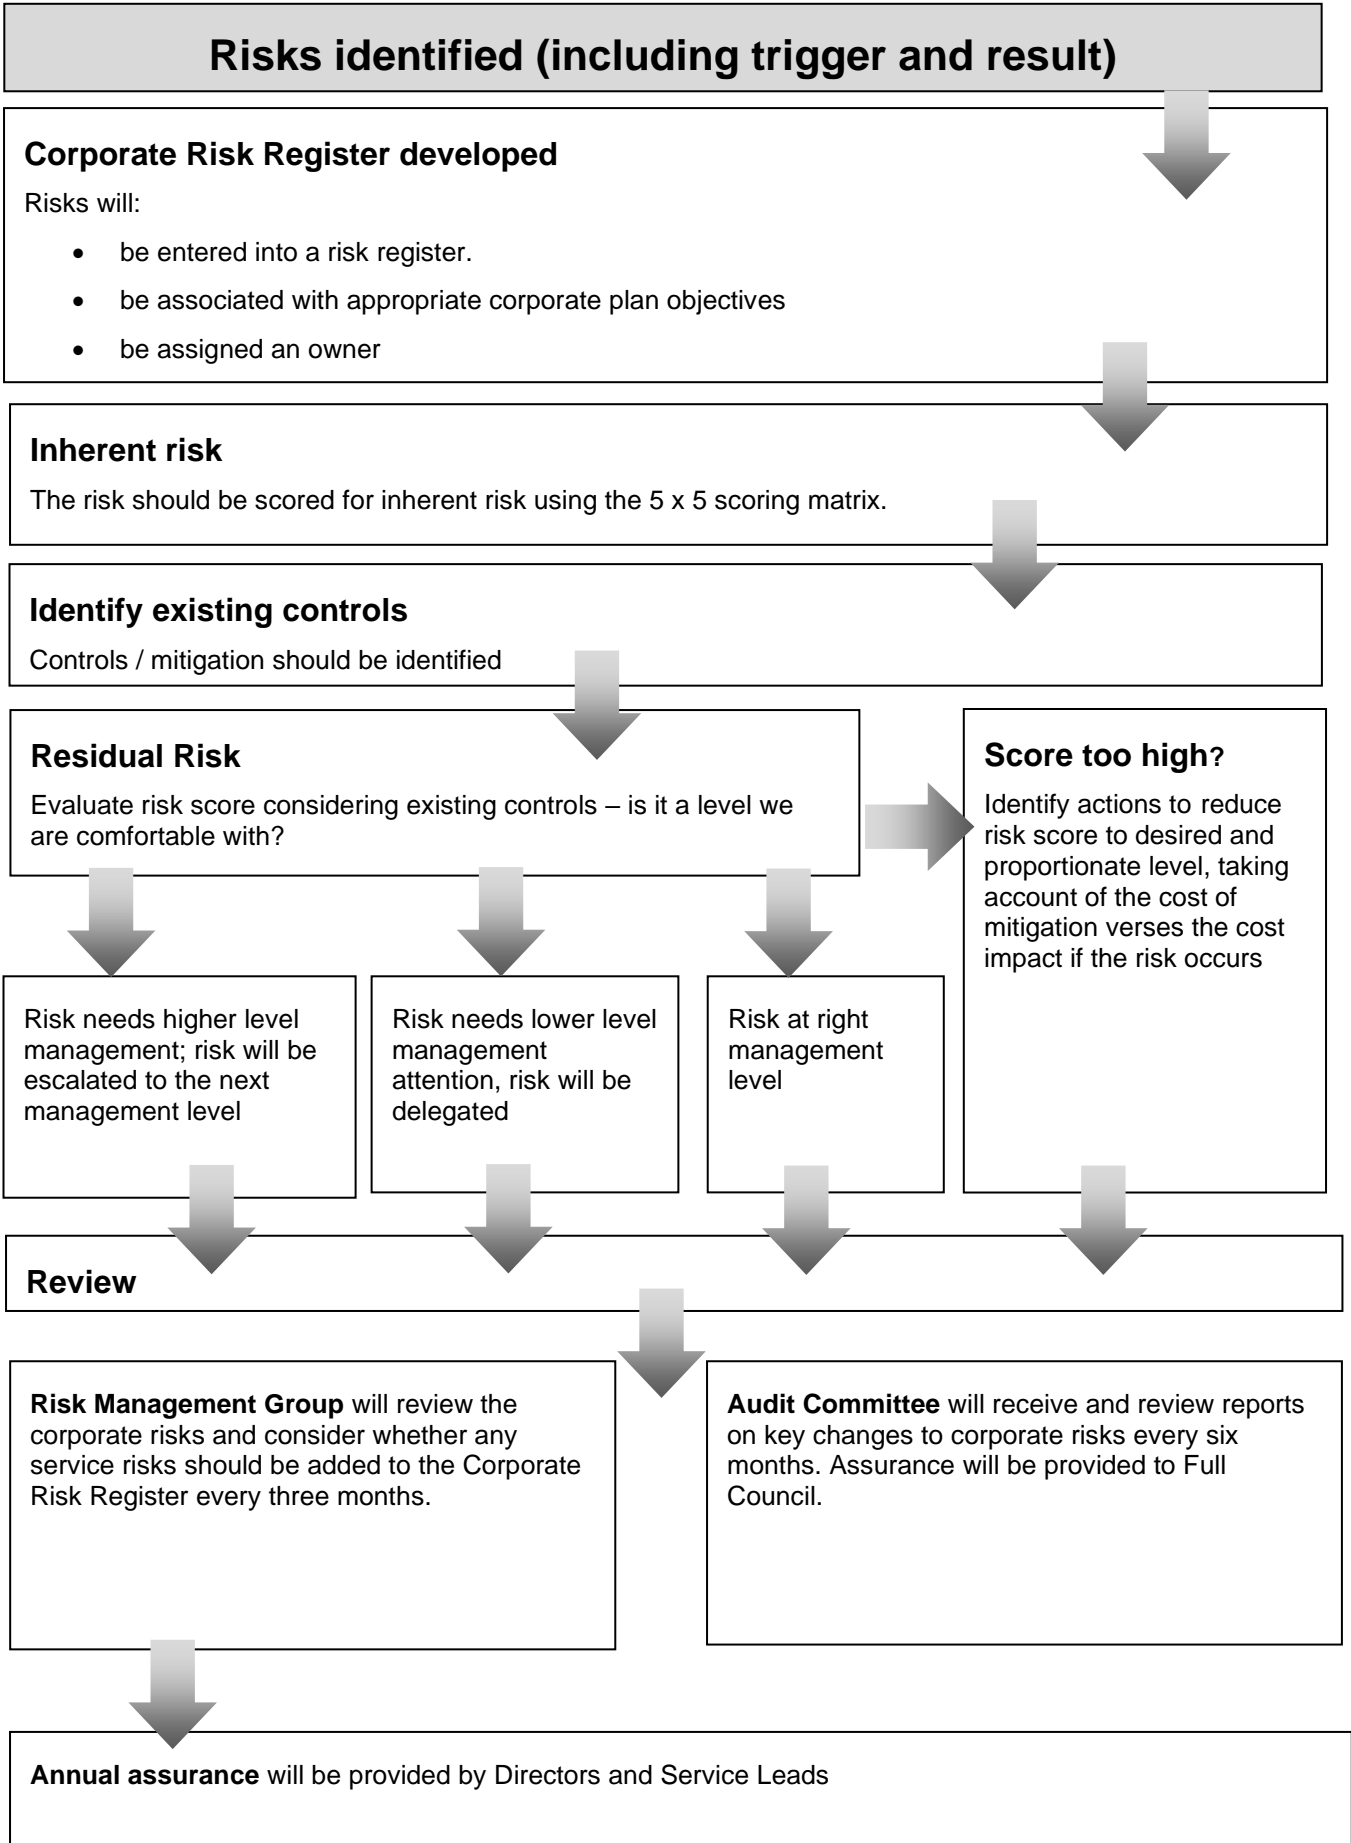 Risks identified (including trigger and result)
Corporate Risk Register developed
Risks will:
• be entered into a risk register.
• be associated with appropriate corporate plan objectives
• be assigned an owner
Inherent risk
The risk should be scored for inherent risk using the 5 x 5 scoring matrix.
Identify existing controls
Controls / mitigation should be identified
Residual Risk
Evaluate risk score considering existing controls – is it a level we
are comfortable with?
Score too high?
Identify actions to reduce
risk score to desired and
proportionate level, taking
account of the cost of
mitigation verses the cost
impact if the risk occurs
Risk needs higher level
management; risk will be
escalated to the next
management level
Risk needs lower level
management
attention, risk will be
delegated
Risk at right
management
level
Review
Risk Management Group will review the
corporate risks and consider whether any
service risks should be added to the Corporate
Risk Register every three months.
Audit Committee will receive and review reports
on key changes to corporate risks every six
months. Assurance will be provided to Full
Council.
Annual assurance will be provided by Directors and Service Leads